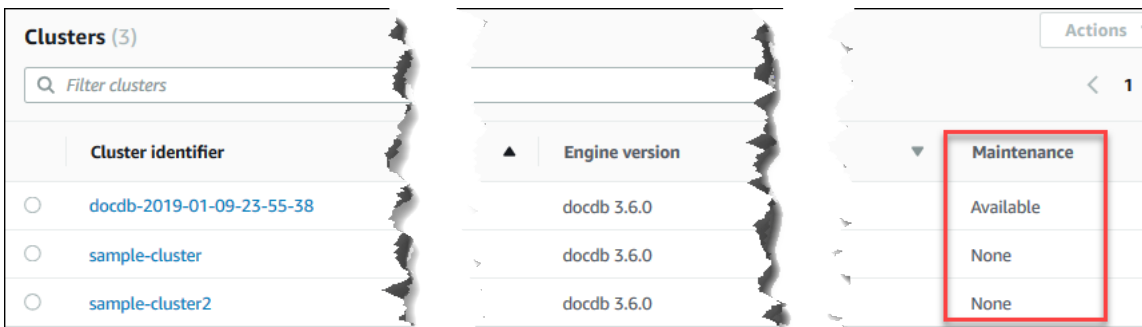 Clusters (3)
Actions
Filter clusters
1
Cluster identifier Engine version Maintenance
docdb-2019-01-09-23-55-38 docdb 3.6.0 Available
sample-cluster docdb 3.6.0 None
sample-cluster2 docdb 3.6.0 None